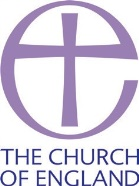 THE CHURCH
OF ENGLAND